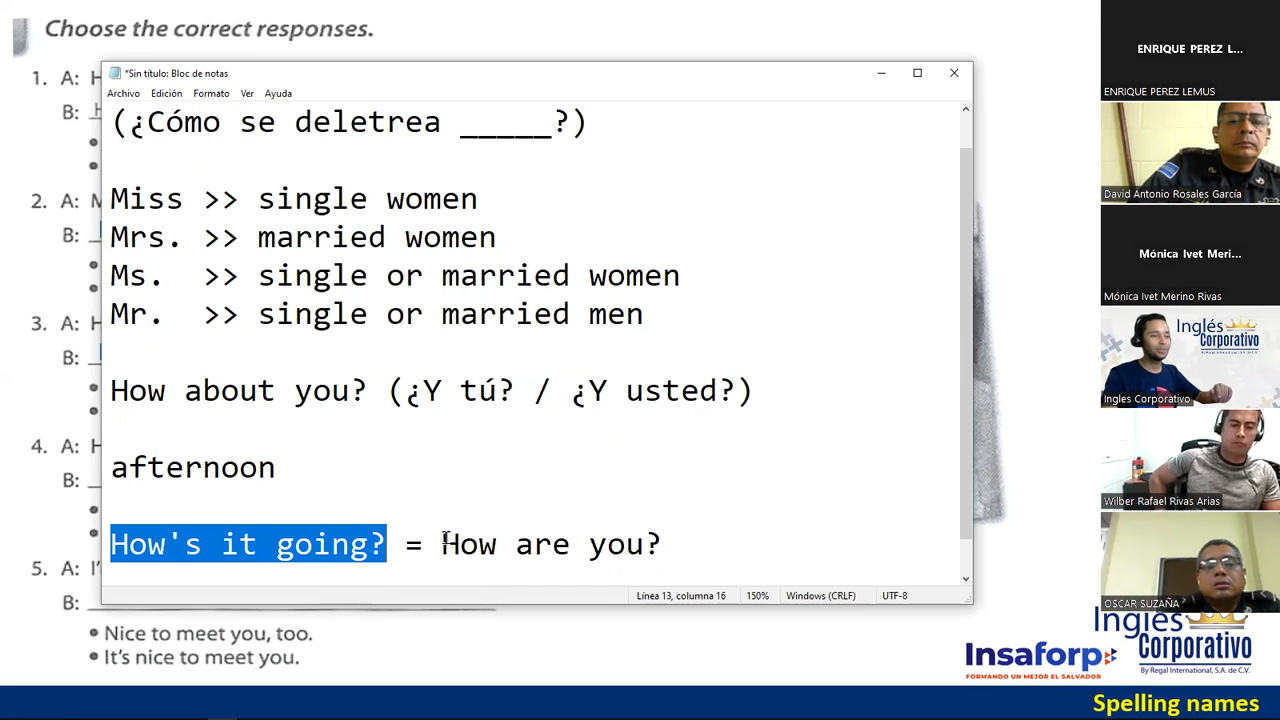 Choose the correct responses.
1. A: H
B: H
2. A: M
B:
3. A: H
B:
4. A: H
B:
5. A: I'
B:
• Nice to meet you, too.
• It's nice to meet you.
*Sin título: Bloc de notas
Archivo Edición Formato Ver Ayuda
(¿Cómo se deletrea _____?)
Miss >> single women
Mrs. >> married women
Ms. >> single or married women
Mr. >> single or married men
How about you? (¿Y tú? / ¿Y usted?)
afternoon
How's it going? = How are you?
Línea 13, columna 16 150% Windows (CRLF) UTF-8
ENRIQUE PEREZ L...
ENRIQUE PEREZ LEMUS
David Antonio Rosales García
Mónica Ivet Meri...
Mónica Ivet Merino Rivas
Inglés
Corporativo
Ingles Corporativo
Wilber Rafael Rivas Arias
OSCAR SUZAÑA
Insaforp
FORMANDO UN MEJOR EL SALVADOR
Inglés
Corporativo
By Regal International, S.A. de C.V.
Spelling names